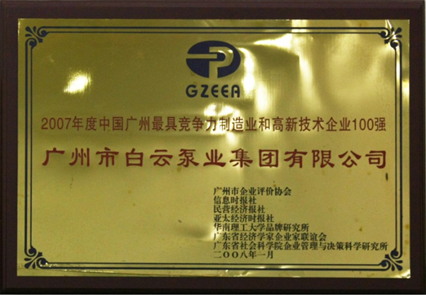 GZEEA
2007年度中国广州最具竞争力制造业和高新技术企业100强
广州市白云泵业集团有限公司
广州市企业评价协会
信息时报社
民营经济报社
亚太经济时报社
华南理工大学品牌研究所
广东省经济学家企业家联谊会
广东省社会科学院企业管理与决策科学研究所
二〇〇八年一月